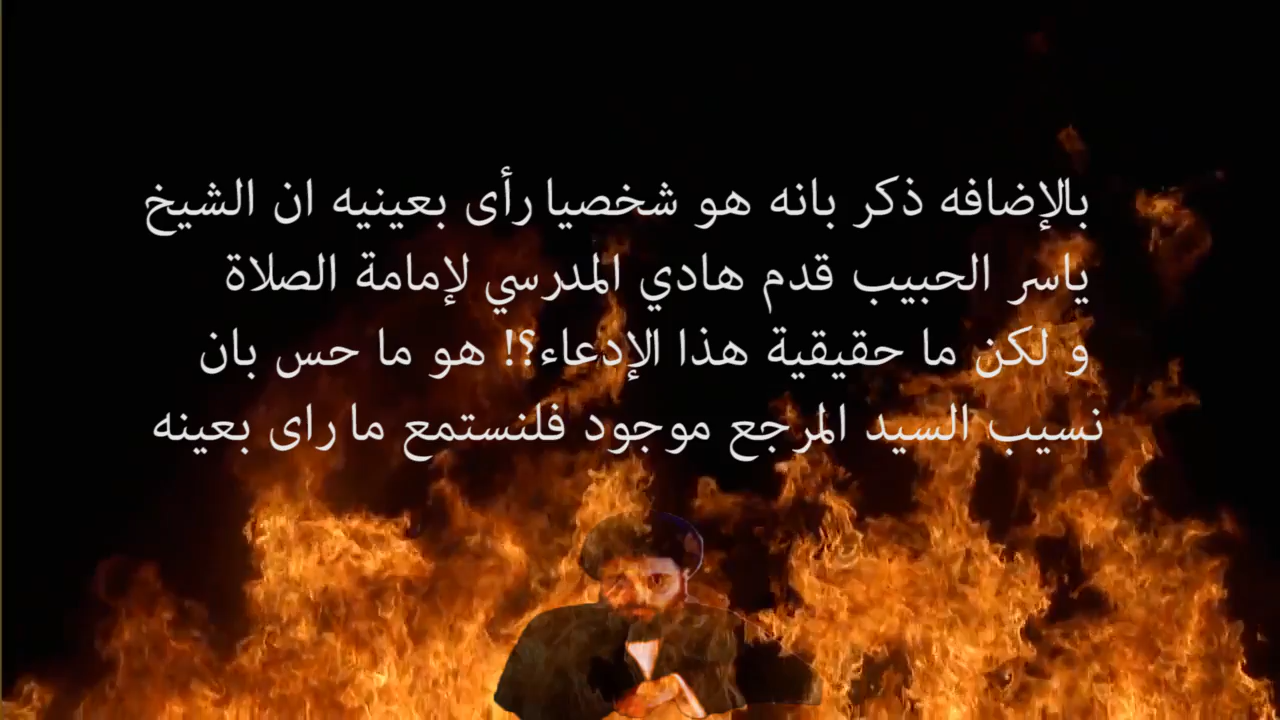 بالإضافه ذكر بانه هو شخصيا رأى بعينيه ان الشيخ
ياسر الحبيب قدم هادي المدرسي لإمامة الصلاة
و لكن ما حقيقية هذا الإدعاء؟! هو ما حس بان
نسيب السيد المرجع موجود فلنستمع ما راى بعينه